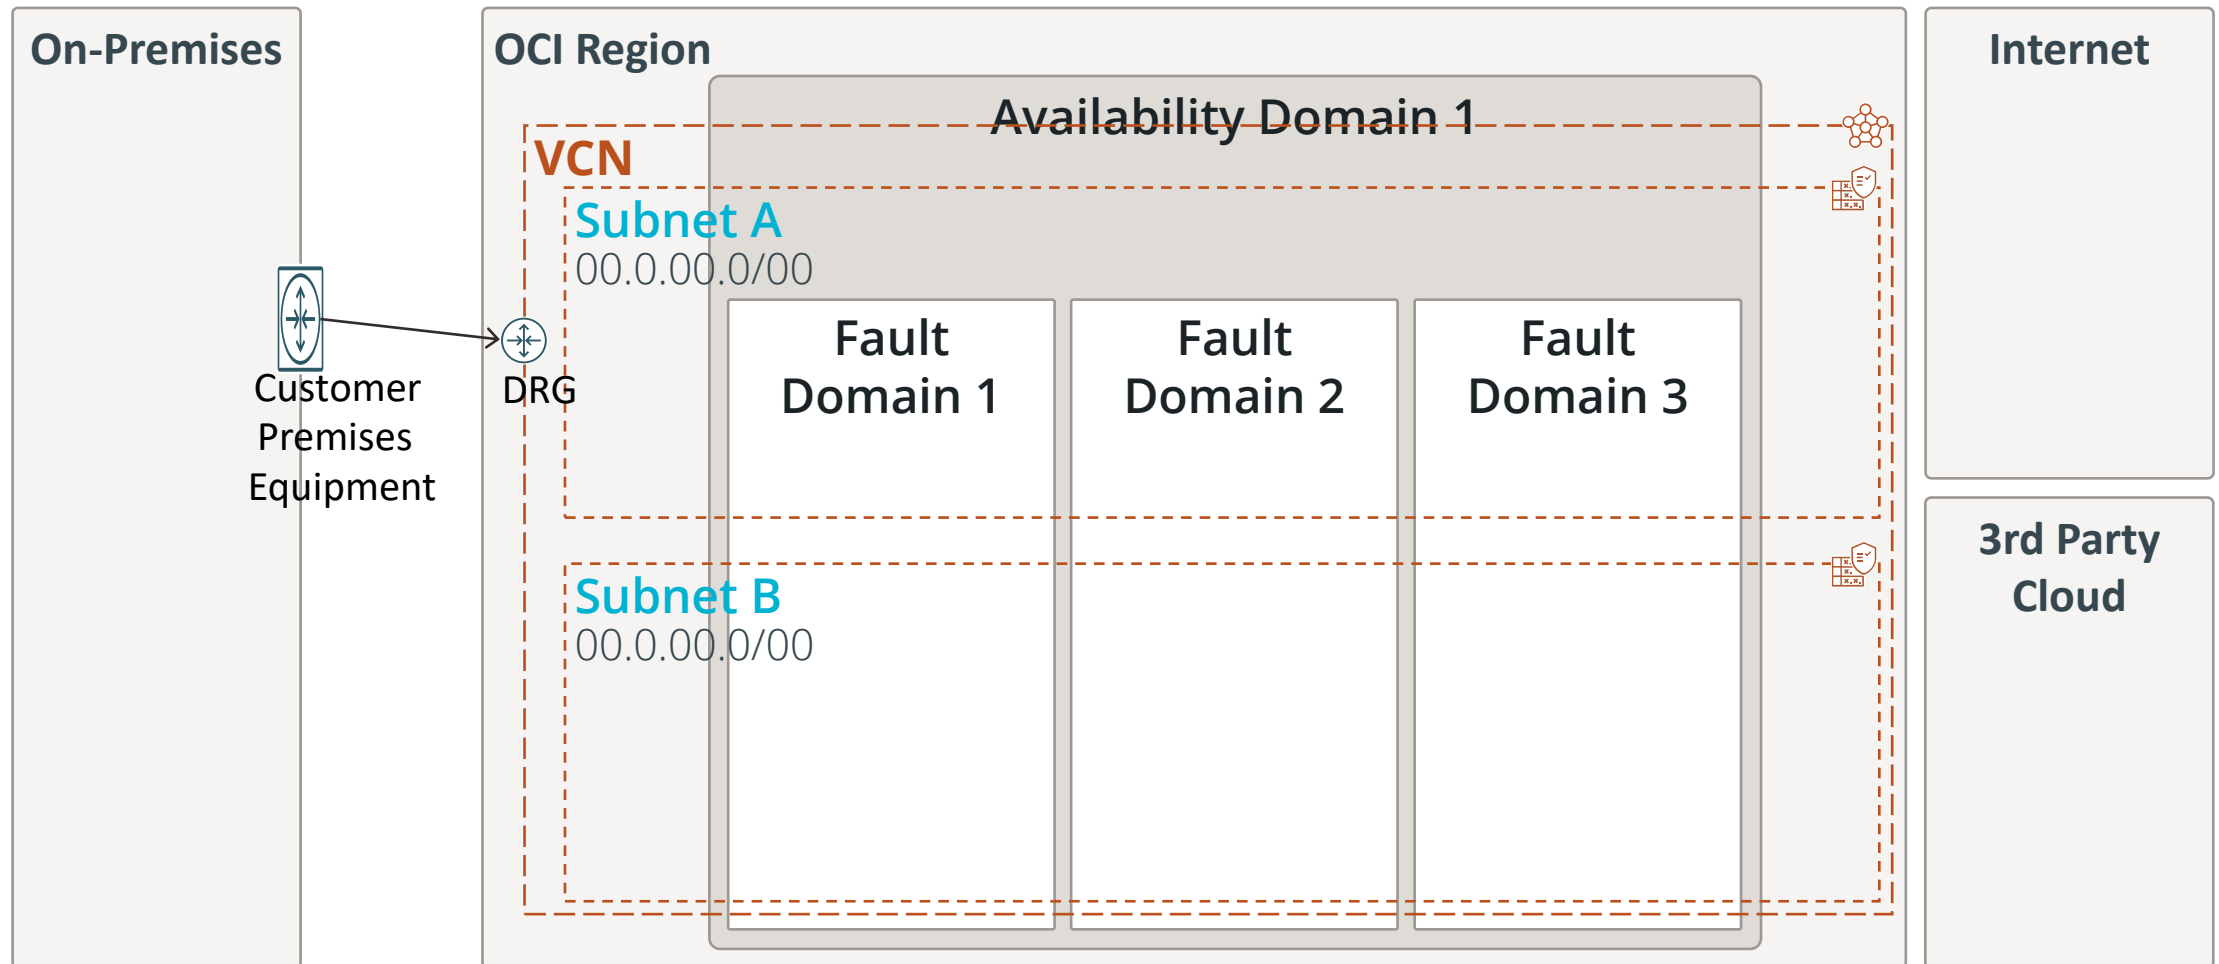 On-Premises
OCI Region
Internet
Availability Domain 1
VCN
Subnet A
00.0.00.0/00
Fault
Domain 1
Fault
Domain 2
Fault
Domain 3
Customer
Premises
Equipment
DRG
3rd Party
Cloud
Subnet B
00.0.00.0/00